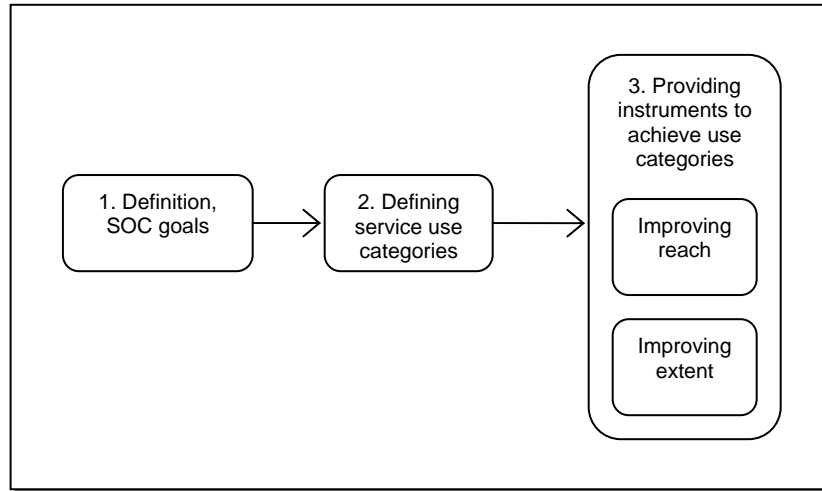 1. Definition,
SOC goals
2. Defining
service use
categories
3. Providing
instruments to
achieve use
categories
Improving
reach
Improving
extent